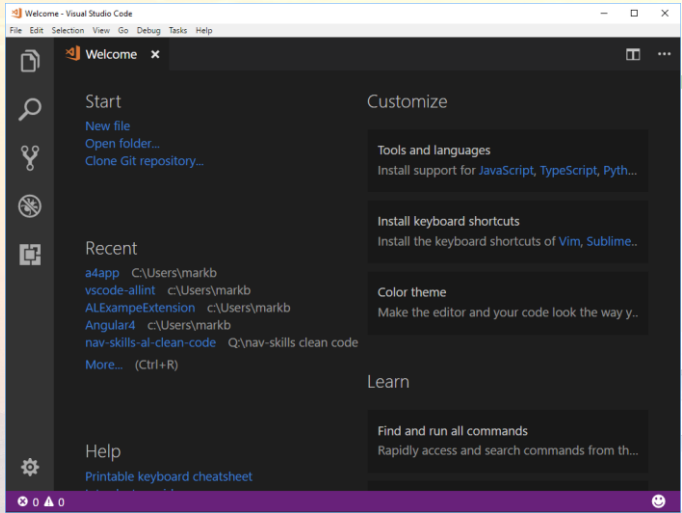 Welcome - Visual Studio Code
File Edit Selection View Go Debug Tasks Help
Welcome
Start
New file
Open folder...
Clone Git repository...
Recent
a4app C:\Users\markb
vscode-allint c:\Users\markb
ALExampeExtension c:\Users\markb
Angular4 c:\Users\markb
nav-skills-al-clean-code Q:\nav-skills clean code
More... (Ctrl+R)
Help
Printable keyboard cheatsheet
Customize
Tools and languages
Install support for JavaScript, TypeScript, Pyth...
Install keyboard shortcuts
Install the keyboard shortcuts of Vim, Sublime..
Color theme
Make the editor and your code look the way y..
Learn
Find and run all commands
Rapidly access and search commands from th...
0 0